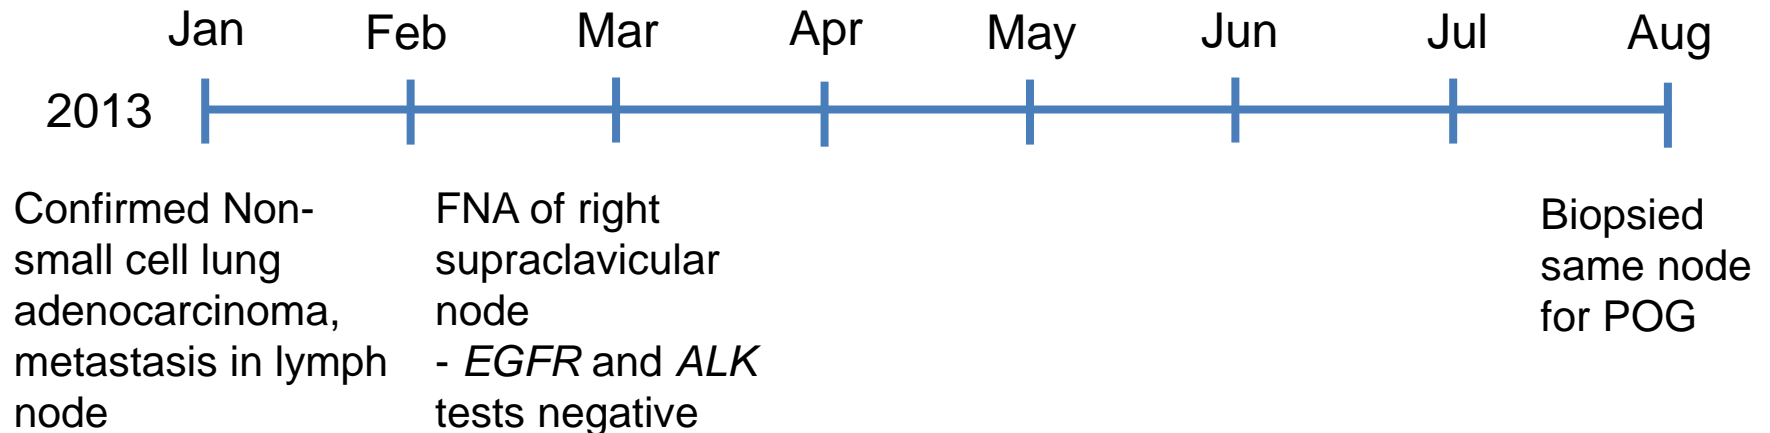 Jan Feb Mar Apr May Jun Jul Aug
2013
Confirmed Non-
small cell lung
adenocarcinoma,
metastasis in lymph
node
FNA of right
supraclavicular
node
- EGFR and ALK
tests negative
Biopsied
same node
for POG